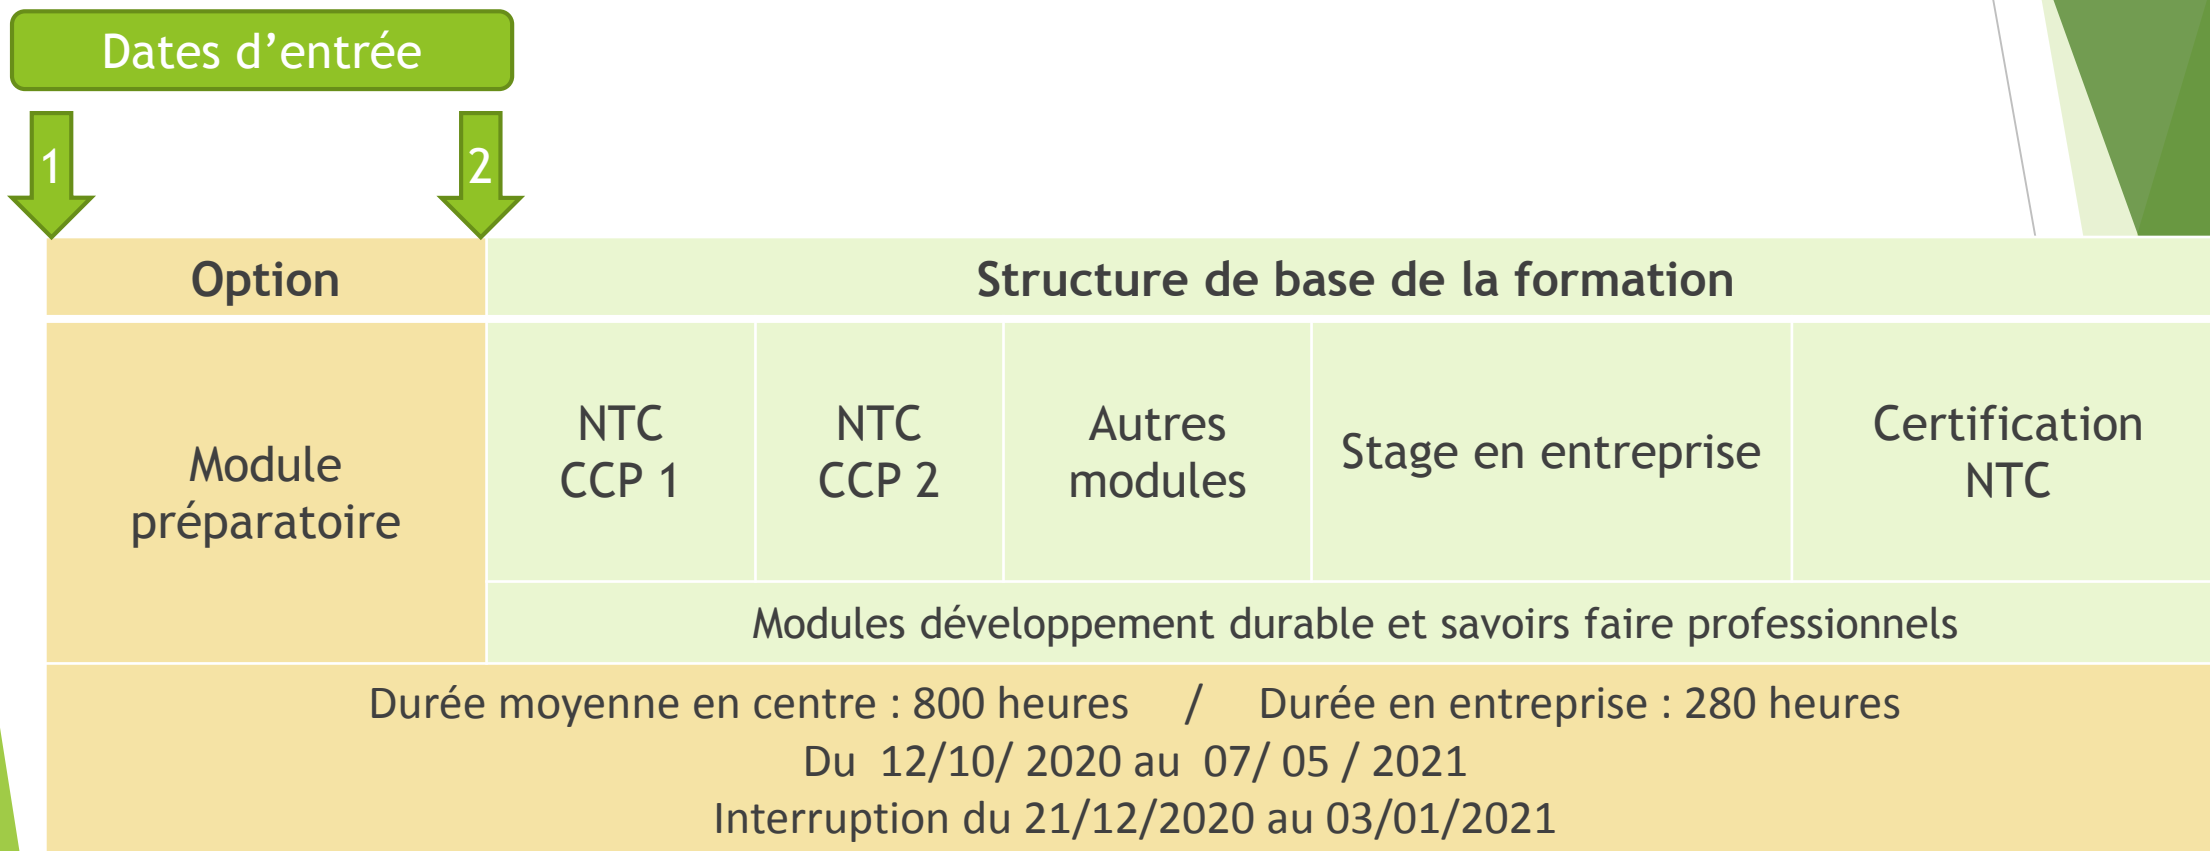 Dates d’entrée
1
2
Option
Structure de base de la formation
Module
préparatoire
NTC
CCP 1
NTC
CCP 2
Autres
modules
Stage en entreprise
Certification
NTC
Modules développement durable et savoirs faire professionnels
Durée moyenne en centre : 800 heures / Durée en entreprise : 280 heures
Du 12/10/ 2020 au 07/ 05 / 2021
Interruption du 21/12/2020 au 03/01/2021